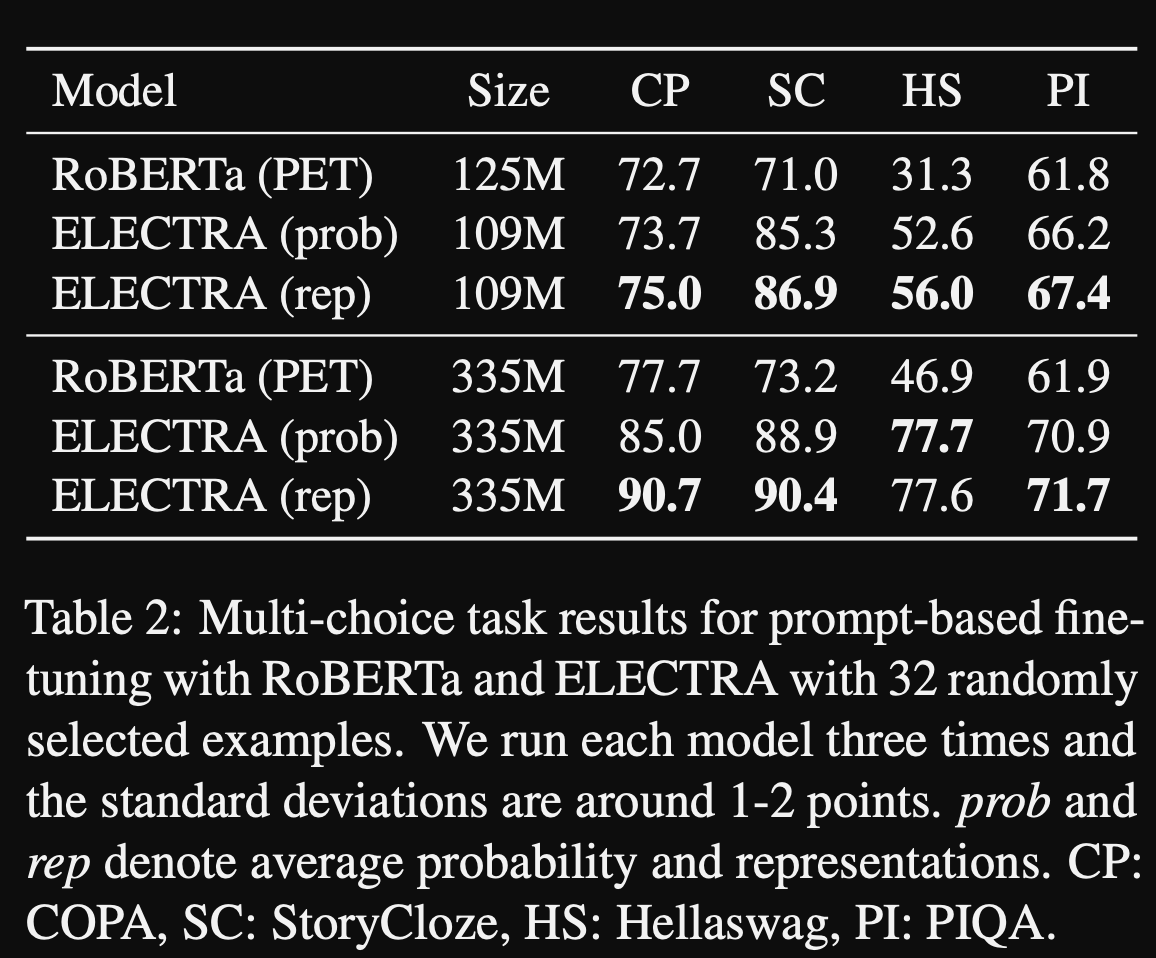 Model Size CP SC HS PI
RoBERTa (PET) 125M 72.7 71.0 31.3 61.8
ELECTRA (prob) 109M 73.7 85.3 52.6 66.2
ELECTRA (rep) 109M 75.0 86.9 56.0 67.4
RoBERTa (PET) 335M 77.7 73.2 46.9 61.9
ELECTRA (prob) 335M 85.0 88.9 77.7 70.9
ELECTRA (rep) 335M 90.7 90.4 77.6 71.7
Table 2: Multi-choice task results for prompt-based fine-
tuning with RoBERTa and ELECTRA with 32 randomly
selected examples. We run each model three times and
the standard deviations are around 1-2 points. prob and
rep denote average probability and representations. CP:
COPA, SC: StoryCloze, HS: Hellaswag, PI: PIQA.